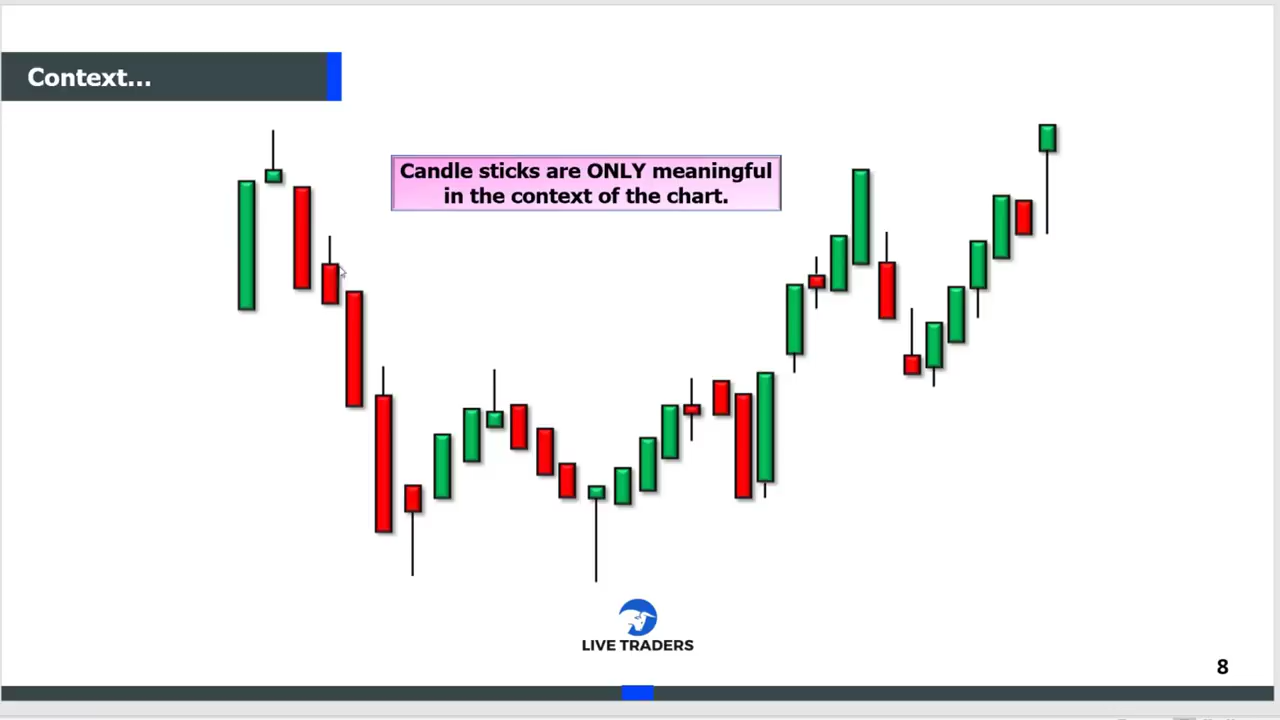 Context...
Candle sticks are ONLY meaningful
in the context of the chart.
LIVE TRADERS
8